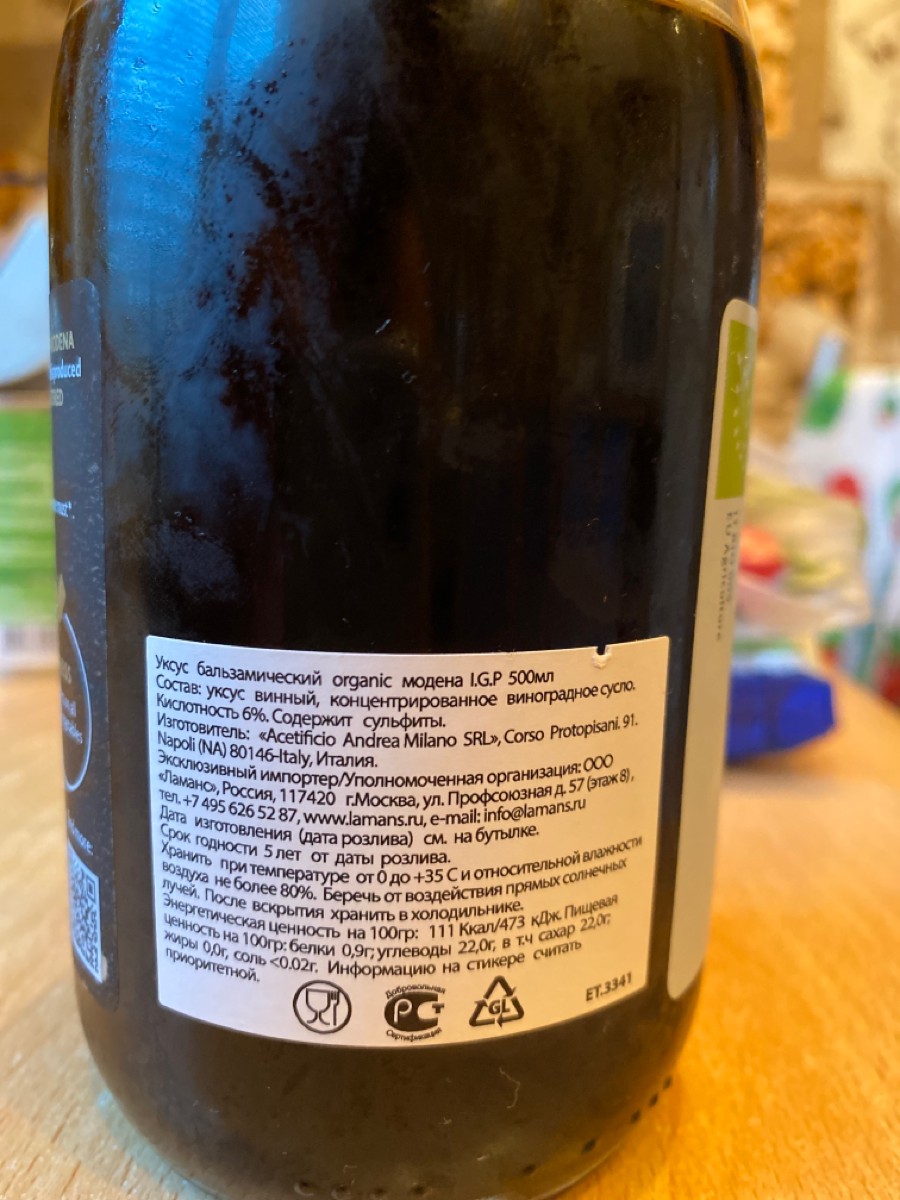 ODENA
produced
Уксус бальзамический organic модена I.G.P 500мл
Состав: уксус винный, концентрированное виноградное сусло.
Кислотность 6%. Содержит сульфиты.
Изготовитель: «Acetificio Andrea Milano SRL», Corso Protopisani. 91.
Napoli (NA) 80146-Italy, Италия.
Эксклюзивный импортер/Уполномоченная организация: ООО
«Ламанс», Россия, 117420 г.Москва, ул. Профсоюзная д. 57 (этаж 8),
тел. +7 495 626 52 87, www.lamans.ru, e-mail: info@lamans.ru
Дата изготовления (дата розлива) см. на бутылке.
Срок годности 5 лет от даты розлива.
Хранить при температуре от 0 до +35 С и относительной влажности
воздуха не более 80%. Беречь от воздействия прямых солнечных
лучей. После вскрытия хранить в холодильнике.
Энергетическая ценность на 100гр: 111 Ккал/473 кДж. Пищевая
ценность на 100гр: белки 0,9г; углеводы 22,0г, в т.ч сахар 22,0г;
жиры 0,0г, соль <0.02г. Информацию на стикере считать
приоритетной.
Добровольная
РСТ
Сертификация
GL
ET.3341
EU Agriculture